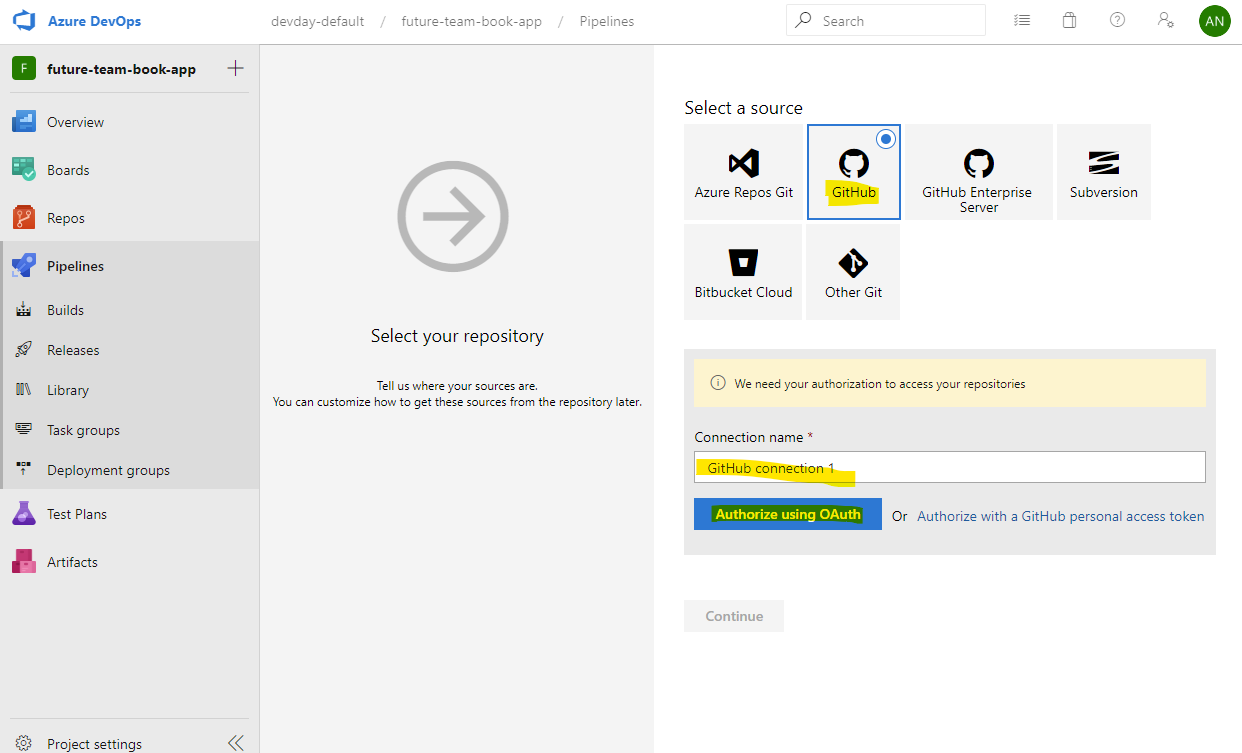 Azure DevOps
devday-default / future-team-book-app / Pipelines
Search
AN
F
future-team-book-app
Overview
Boards
Repos
Pipelines
Builds
Releases
Library
Task groups
Deployment groups
Test Plans
Artifacts
Project settings
Select your repository
Tell us where your sources are.
You can customize how to get these sources from the repository later.
Select a source
Azure Repos Git
GitHub
GitHub Enterprise
Server
Subversion
Bitbucket Cloud
Other Git
We need your authorization to access your repositories
Connection name *
GitHub connection 1
Authorize using OAuth Or Authorize with a GitHub personal access token
Continue